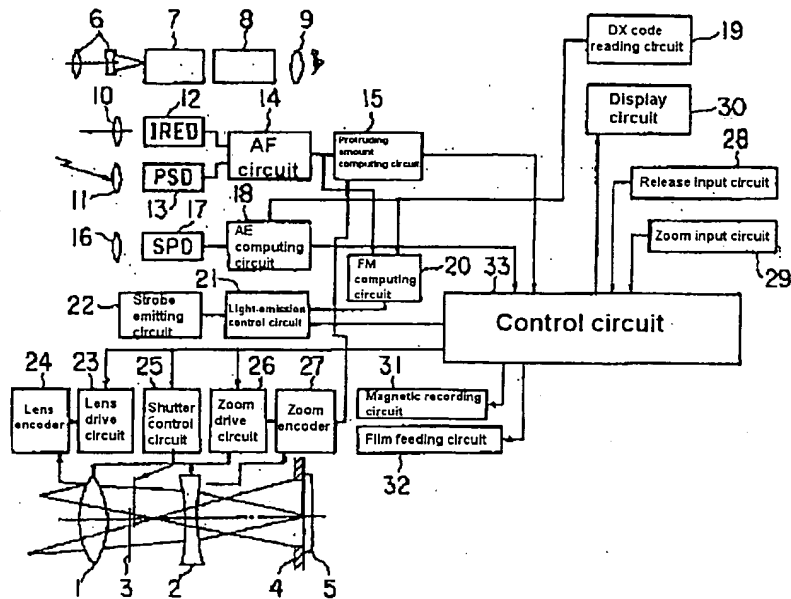 6
7
8
9
DX code
reading circuit
19
Display
circuit
30
10
12
IRED
14
AF
circuit
15
Protruding
amount
computing circuit
28
Release input circuit
11
PSD
13
17
18
16
SPD
AE
computing
circuit
Zoom input circuit
29
FM
computing
circuit
20
33
22
Strobe
emitting
circuit
21
Light-emission
control circuit
Control circuit
24
23
25
26
27
31
Lens
encoder
Lens
drive
circuit
Shutter
control
circuit
Zoom
drive
circuit
Zoom
encoder
Magnetic recording
circuit
Film feeding circuit
32
1
3
2
4
5